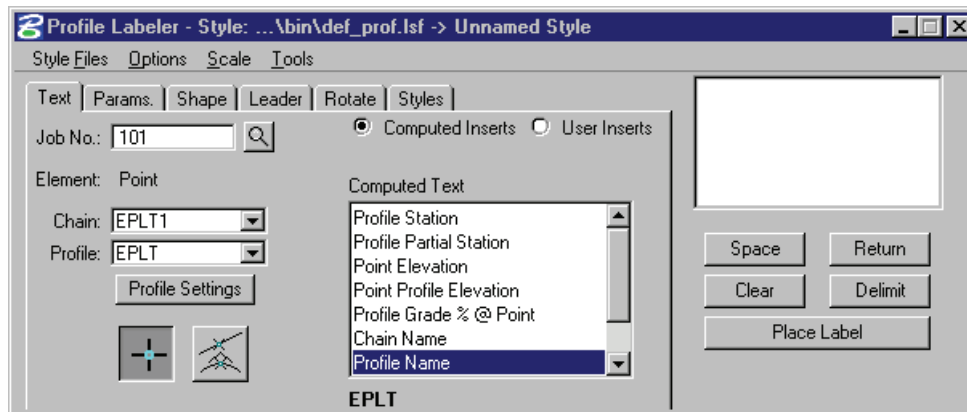 Profile Labeler - Style: ...\bin\def_prof.lsf -> Unnamed Style
Style Files Options Scale Tools
Text Params. Shape Leader Rotate Styles
Job No.: 101
Computed Inserts User Inserts
Element: Point
Computed Text
Chain: EPLT1
Profile: EPLT
Profile Settings
Profile Station
Profile Partial Station
Point Elevation
Point Profile Elevation
Profile Grade % @ Point
Chain Name
Profile Name
EPLT
Space Return
Clear Delimit
Place Label